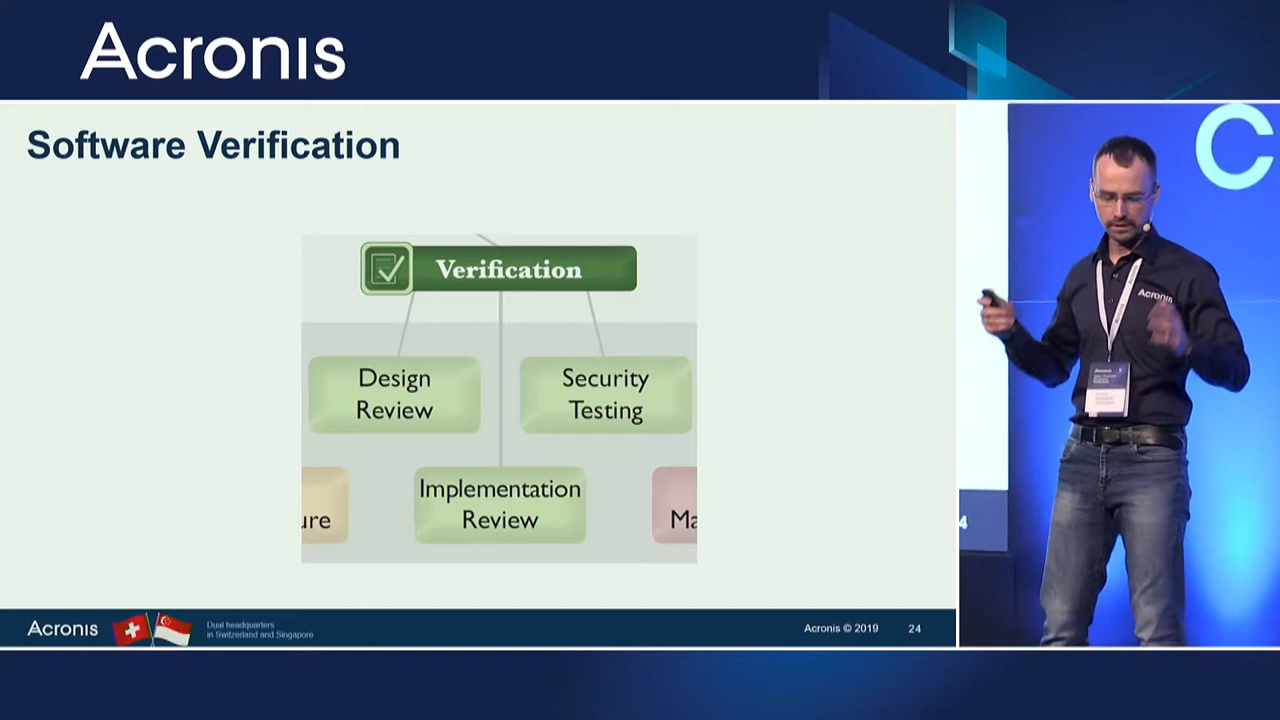 Acronis
Software Verification
Verification
Design
Review
Security
Testing
Implementation
Review
ure
Ma
Acronis
Dual headquarters
in Switzerland and Singapore
Acronis © 2019
24
C
Acronis
4